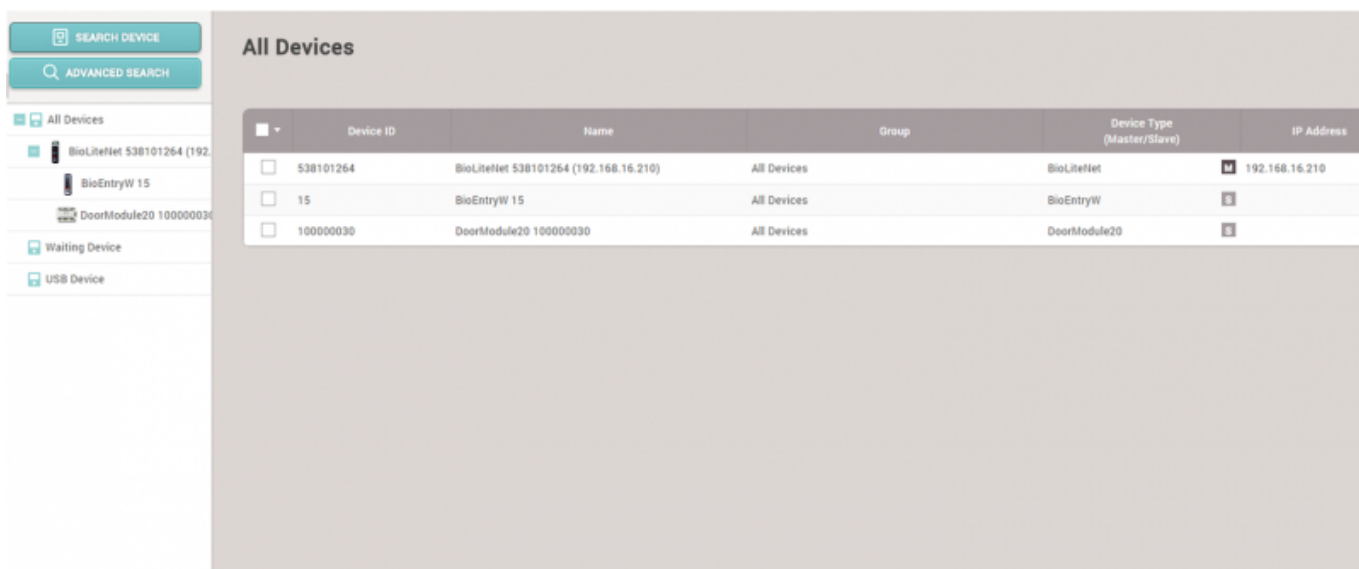 SEARCH DEVICE
ADVANCED SEARCH
All Devices
BioLiteNet 538101264 (192.
BioEntryW 15
DoorModule20 10000003
Waiting Device
USB Device
All Devices
Device ID Name Group Device Type (Master/Slave) IP Address
538101264 BioLiteNet 538101264 (192.168.16.210) All Devices BioLiteNet M 192.168.16.210
15 BioEntryW 15 All Devices BioEntryW S
100000030 DoorModule20 100000030 All Devices DoorModule20 S